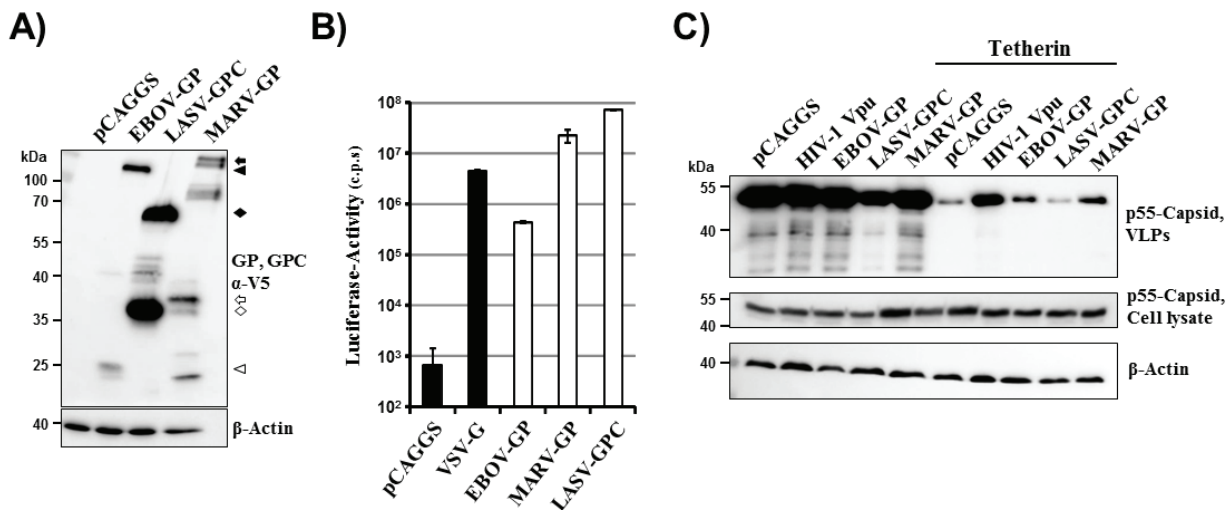 A)
pCAGGS
EBOV-GP
LASV-GPC
MARV-GP
kDa
100
70
55
40
35
25
40
GP, GPC
α-V5
β-Actin
B)
Luciferase-Activity (c.p.s)
10⁸
10⁷
10⁶
10⁵
10⁴
10³
10²
pCAGGS
VSV-G
EBOV-GP
MARV-GP
LASV-GPC
C)
Tetherin
pCAGGS
HIV-1 Vpu
EBOV-GP
LASV-GPC
MARV-GP
pCAGGS
HIV-1 Vpu
EBOV-GP
LASV-GPC
MARV-GP
kDa
55
40
p55-Capsid,
VLPs
55
40
p55-Capsid,
Cell lysate
40
β-Actin